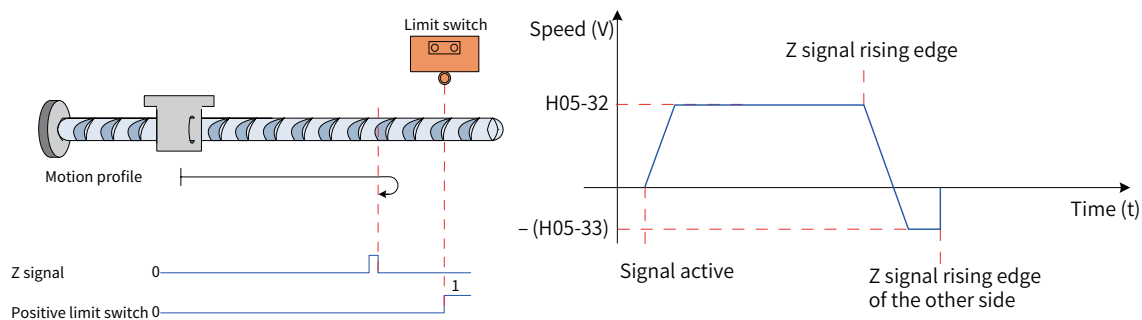 Limit switch
Motion profile
Z signal
0
1
Positive limit switch
0
Speed (V)
Z signal rising edge
H05-32
Time (t)
– (H05-33)
Signal active
Z signal rising edge
of the other side